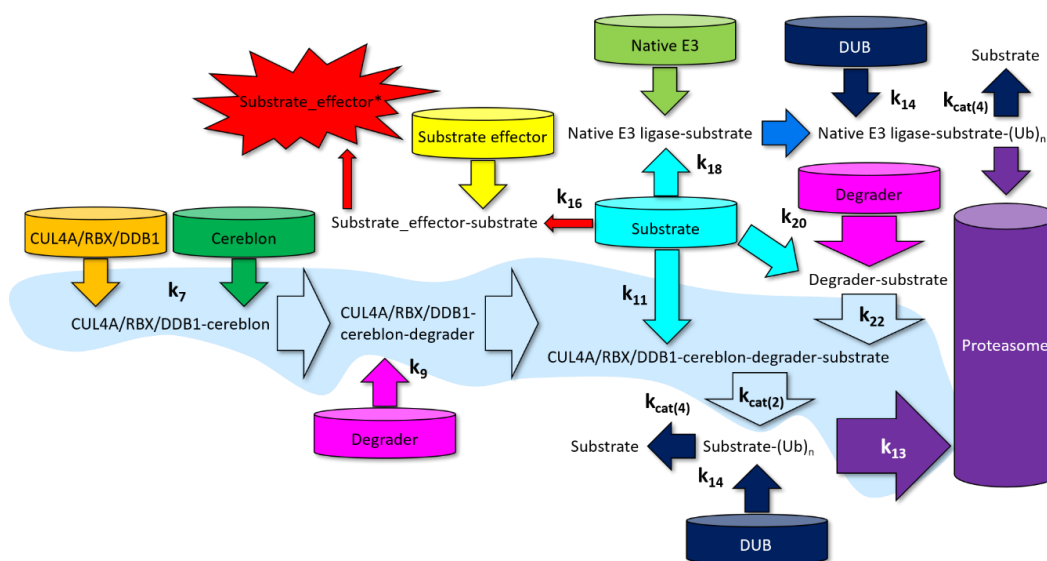 Native E3
DUB
Substrate
Substrate_effector*
k14
kcat(4)
Substrate effector
Native E3 ligase-substrate
Native E3 ligase-substrate-(Ub)n
k18
Degrader
k16
CUL4A/RBX/DDB1
Cereblon
Substrate_effector-substrate
Substrate
k20
Degrader-substrate
k7
k11
CUL4A/RBX/DDB1-cereblon
CUL4A/RBX/DDB1-
cereblon-degrader
k22
Proteasome
CUL4A/RBX/DDB1-cereblon-degrader-substrate
k9
kcat(2)
kcat(4)
Degrader
Substrate
Substrate-(Ub)n
k13
k14
DUB